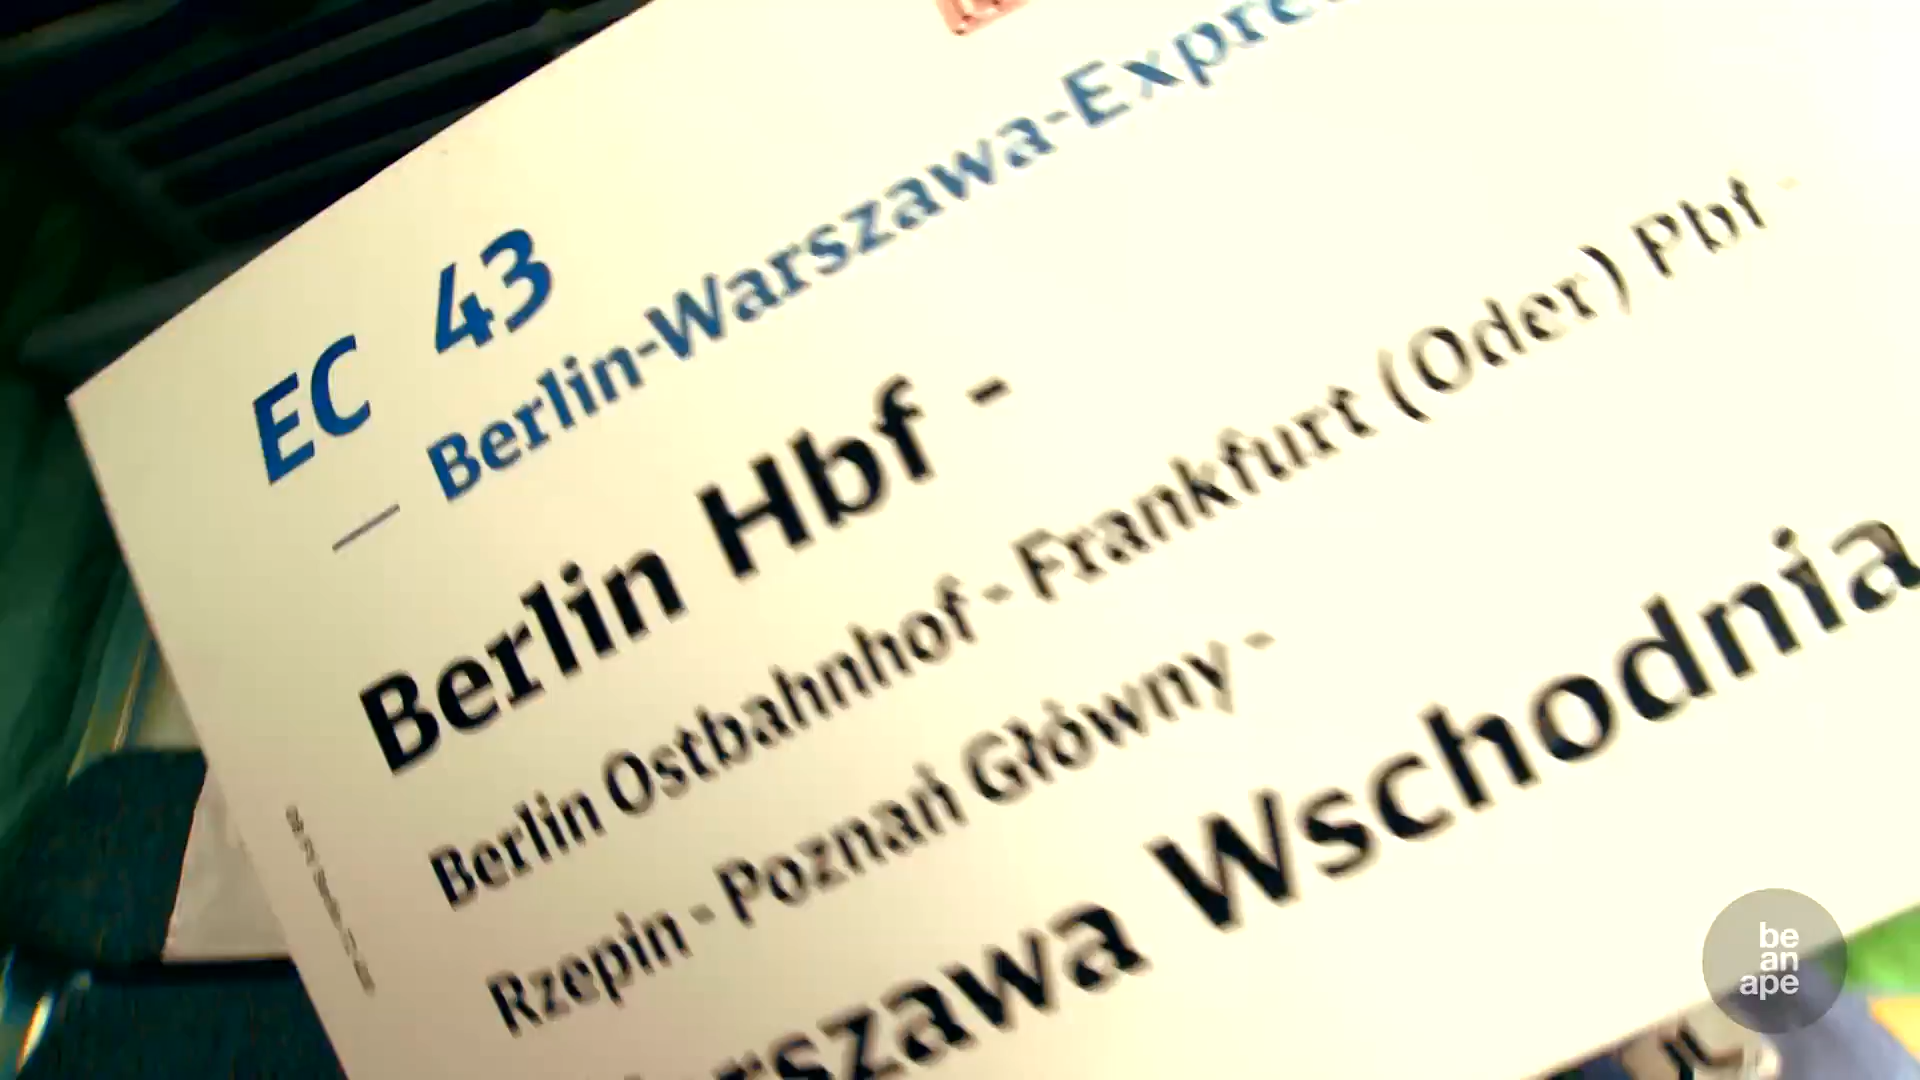 EC 43
Berlin-Warszawa-Expre
Berlin Hbf -
Berlin Ostbahnhof - Frankfurt (Oder) Pbf -
Rzepin - Poznań Główny -
rszawa Wschodnia
be
an
ape